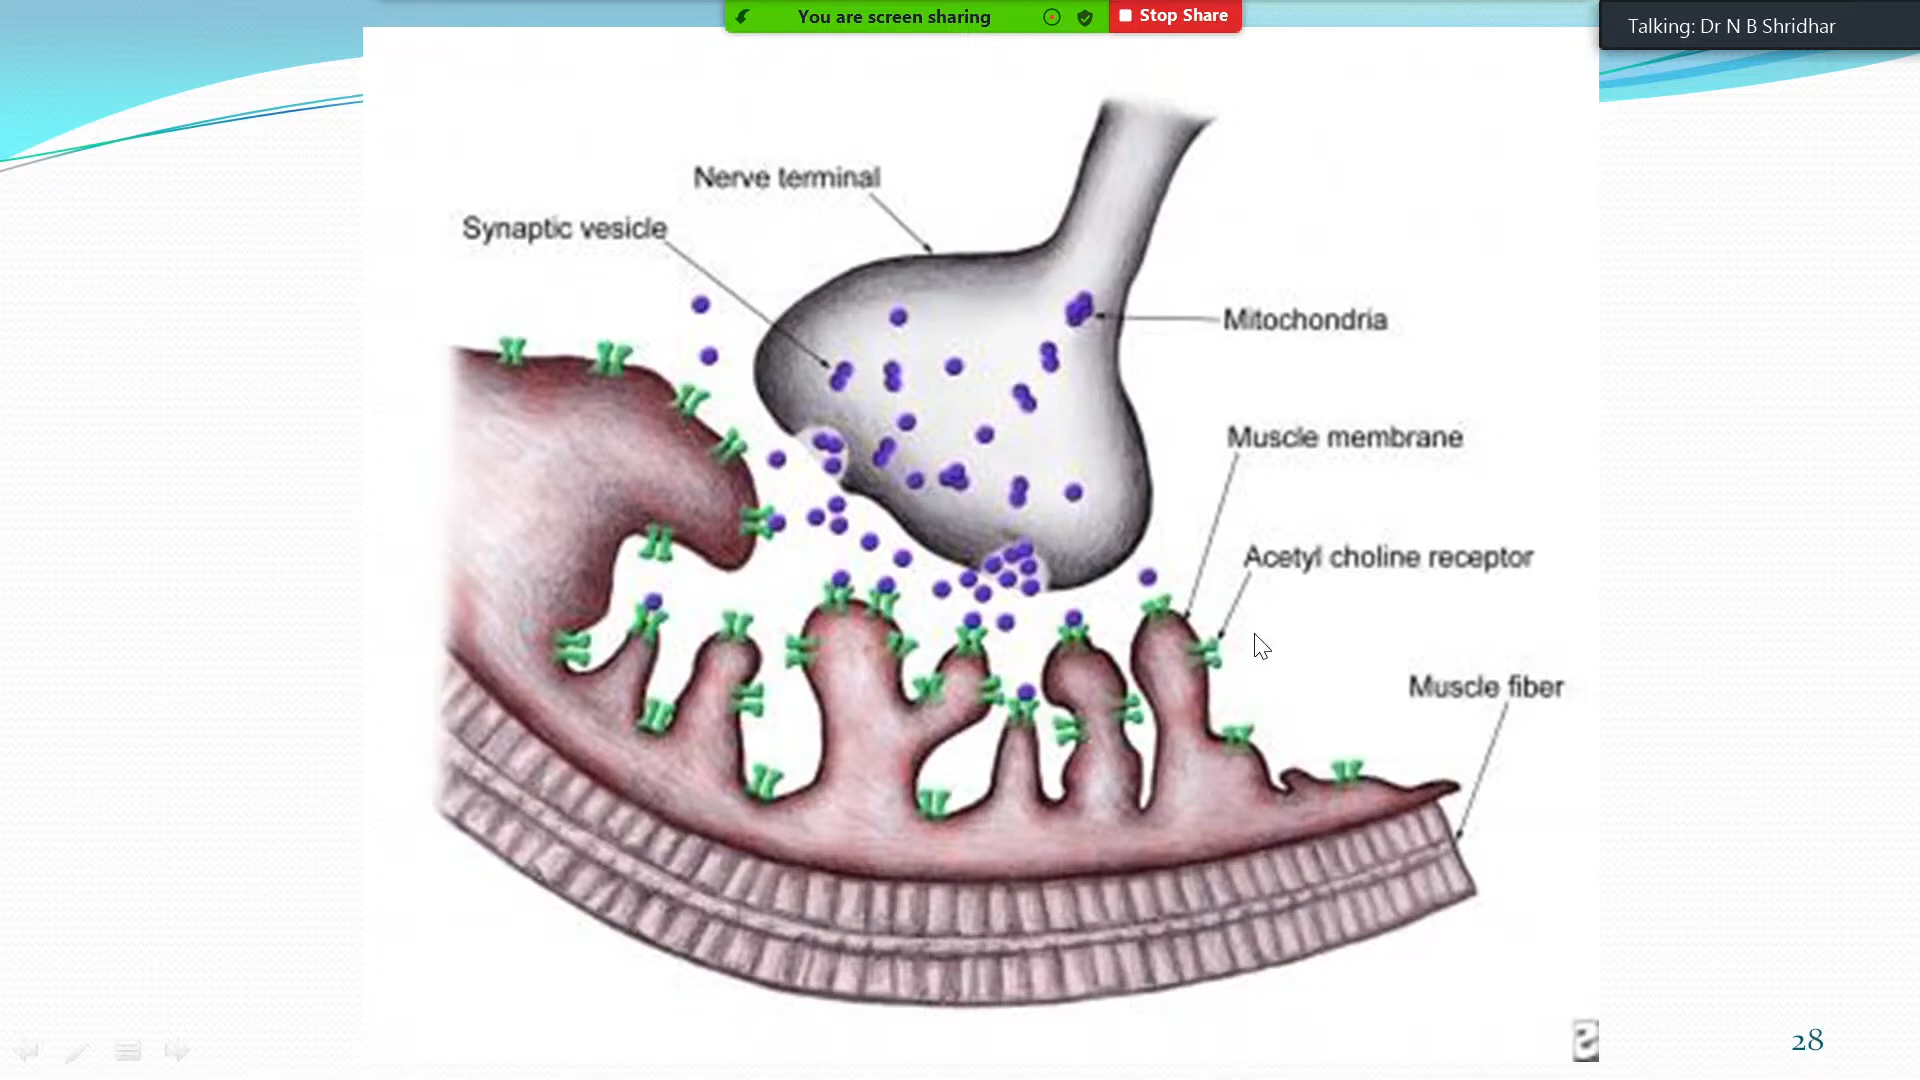 You are screen sharing
Stop Share
Talking: Dr N B Shridhar
Nerve terminal
Synaptic vesicle
Mitochondria
Muscle membrane
Acetyl choline receptor
Muscle fiber
28